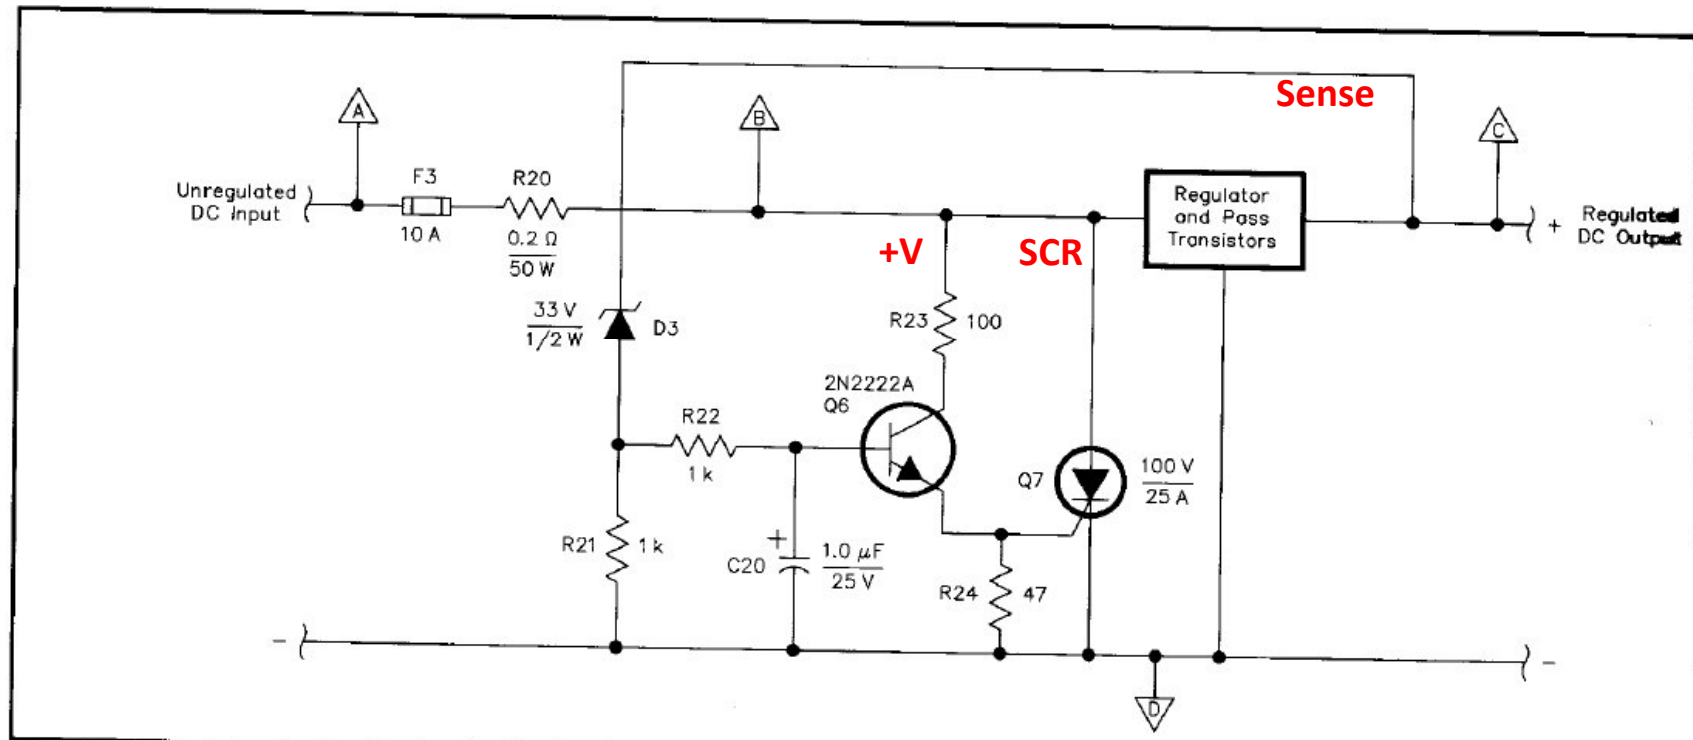 Sense
A
B
C
F3
R20
Unregulated
DC Input
10 A
0.2 Ω
50 W
+V
SCR
Regulator
and Pass
Transistors
+ Regulated
DC Output
33 V
1/2 W
D3
R23
100
2N2222A
Q6
R22
1k
Q7
100 V
25 A
R21
1k
+
C20
1.0 µF
25 V
R24
47
-
-
D